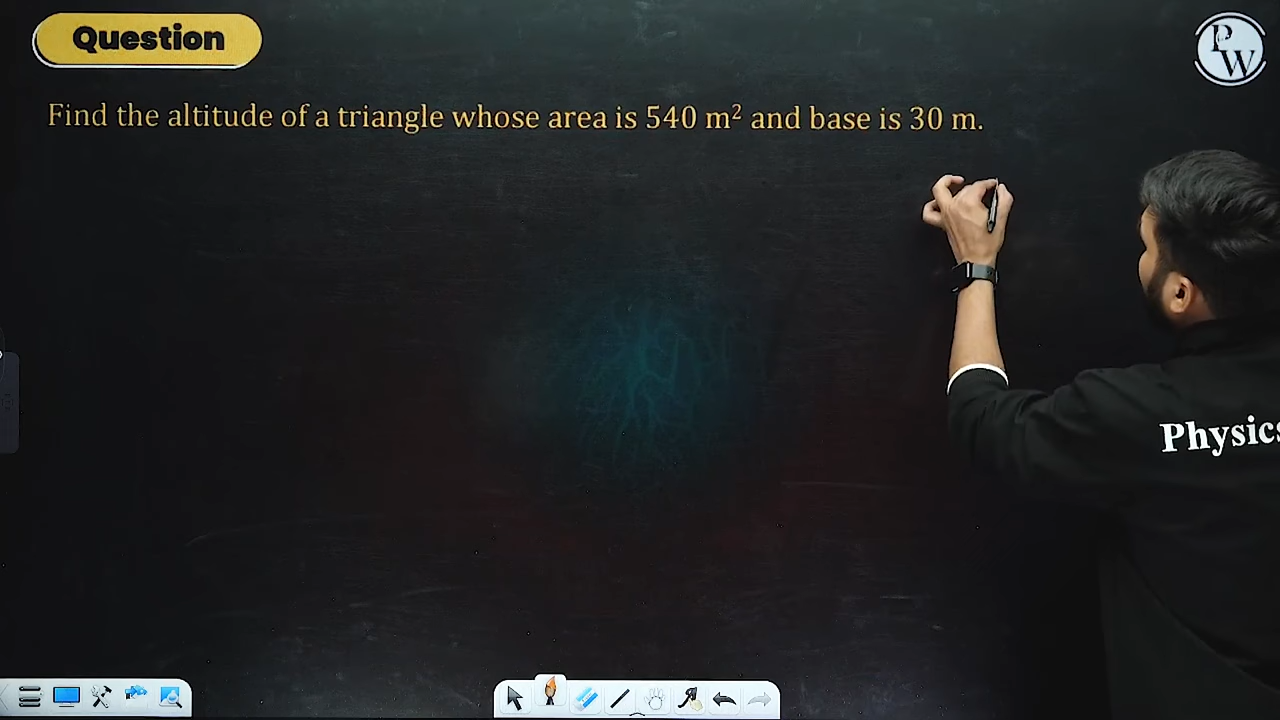 Question
PW
Find the altitude of a triangle whose area is 540 m² and base is 30 m.
Physics